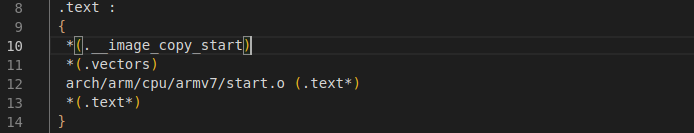 8 .text :
9 {
10 *(.__image_copy_start)
11 *(.vectors)
12 arch/arm/cpu/armv7/start.o (.text*)
13 *(.text*)
14 }